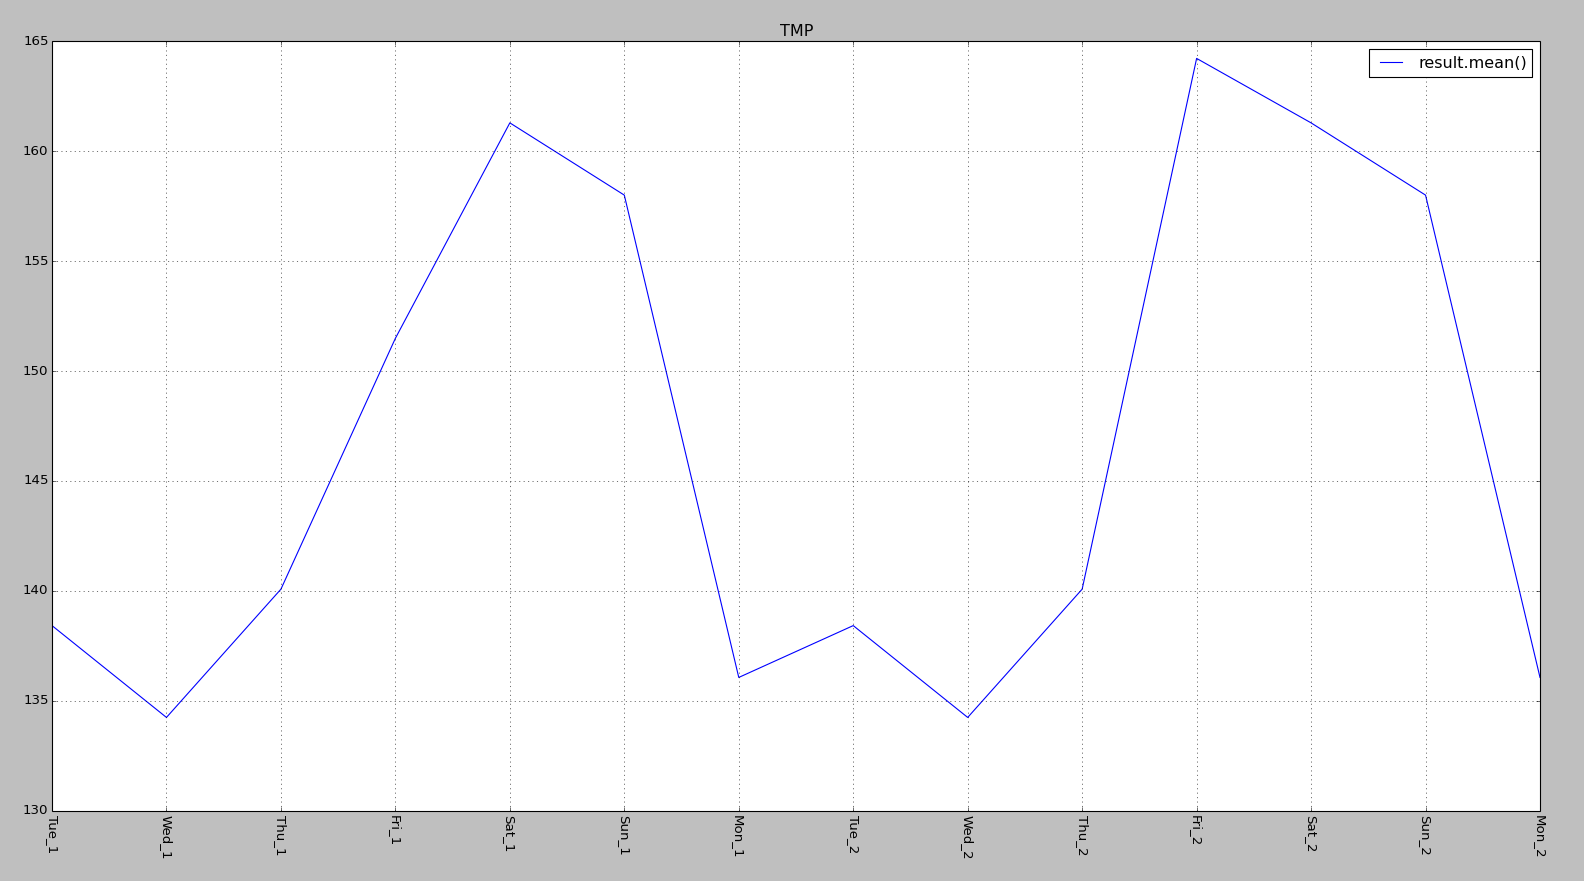 TMP
result.mean()
165
160
155
150
145
140
135
130
Tue_1
Wed_1
Thu_1
Fri_1
Sat_1
Sun_1
Mon_1
Tue_2
Wed_2
Thu_2
Fri_2
Sat_2
Sun_2
Mon_2